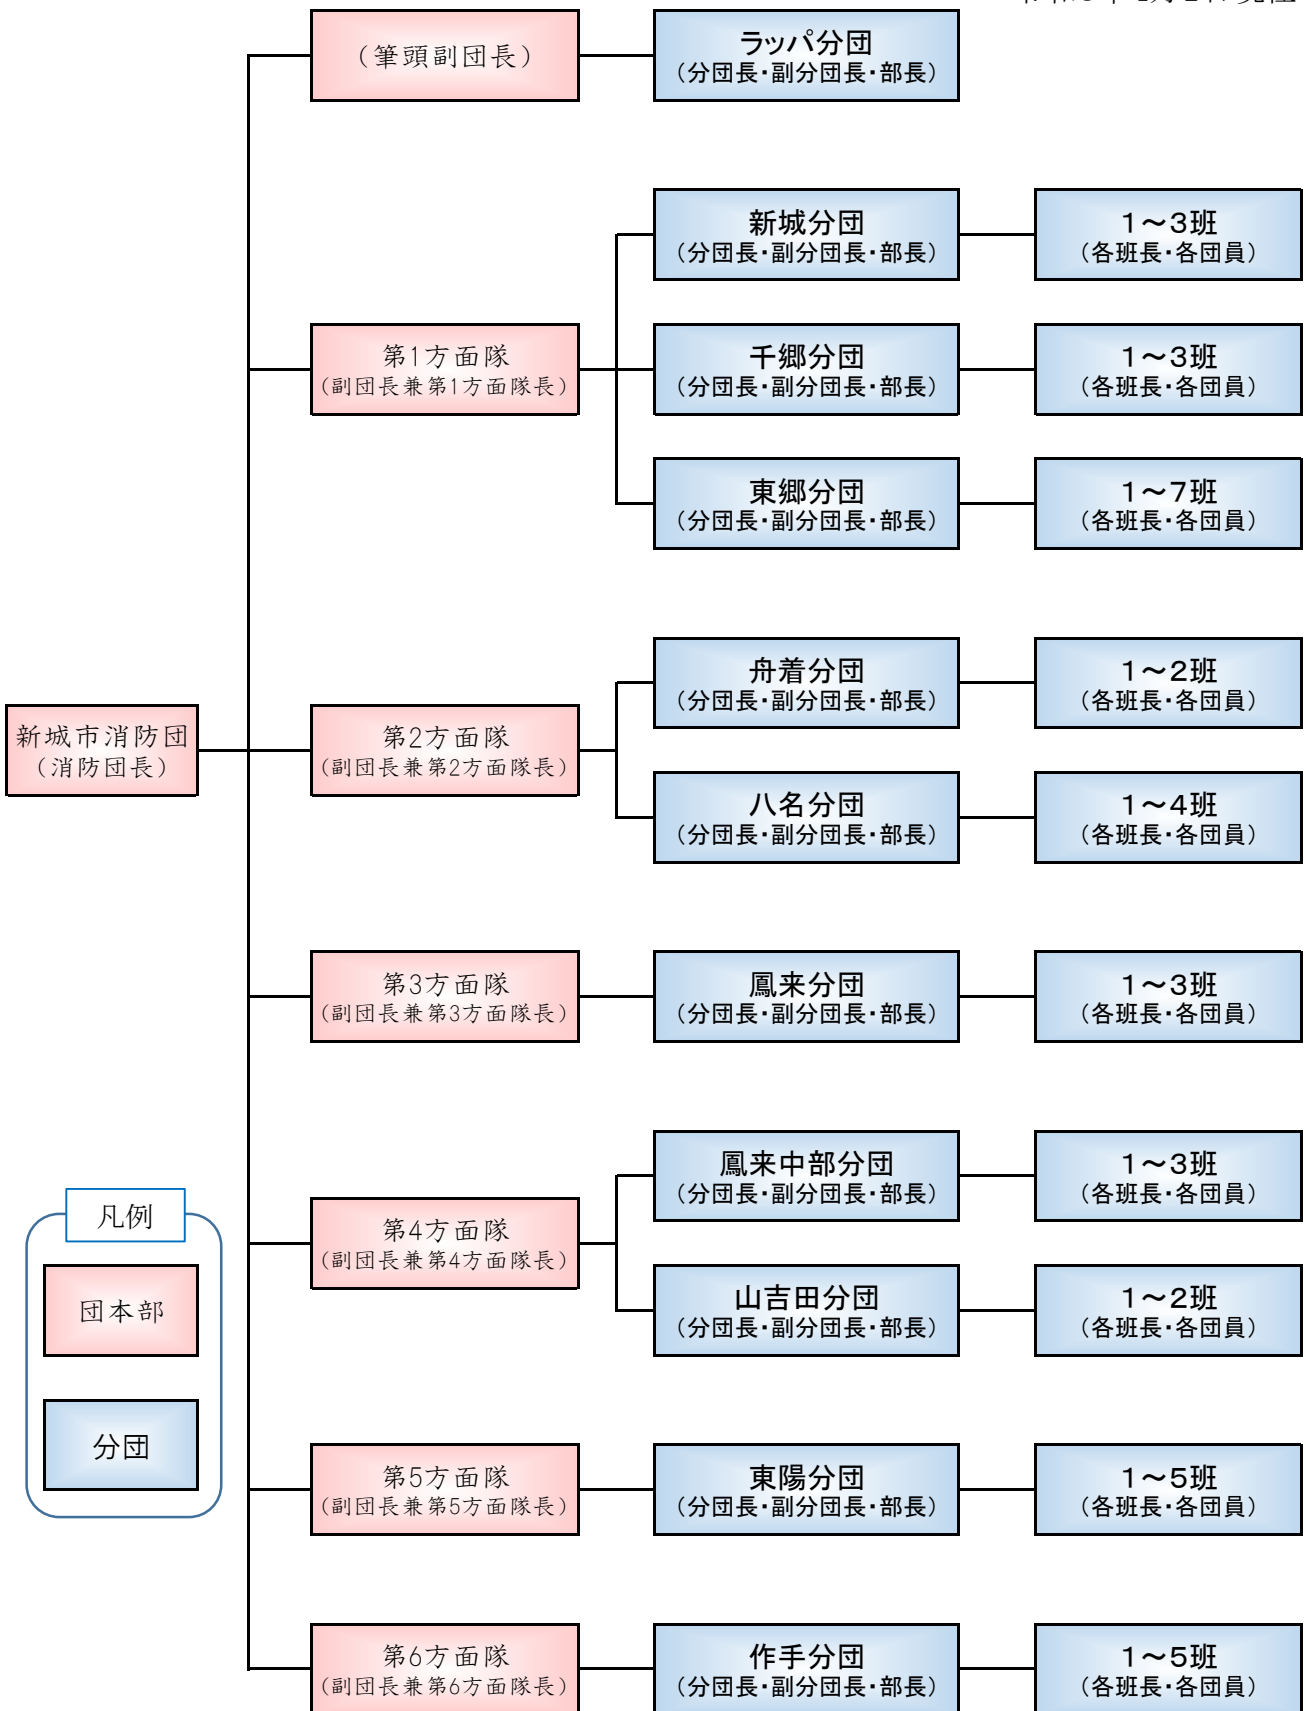 (筆頭副団長)
ラッパ分団
(分団長・副分団長・部長)
新城分団
(分団長・副分団長・部長)
1～3班
(各班長・各団員)
第1方面隊
(副団長兼第1方面隊長)
千郷分団
(分団長・副分団長・部長)
1～3班
(各班長・各団員)
東郷分団
(分団長・副分団長・部長)
1～7班
(各班長・各団員)
新城市消防団
(消防団長)
第2方面隊
(副団長兼第2方面隊長)
舟着分団
(分団長・副分団長・部長)
1～2班
(各班長・各団員)
八名分団
(分団長・副分団長・部長)
1～4班
(各班長・各団員)
第3方面隊
(副団長兼第3方面隊長)
鳳来分団
(分団長・副分団長・部長)
1～3班
(各班長・各団員)
第4方面隊
(副団長兼第4方面隊長)
鳳来中部分団
(分団長・副分団長・部長)
1～3班
(各班長・各団員)
山吉田分団
(分団長・副分団長・部長)
1～2班
(各班長・各団員)
第5方面隊
(副団長兼第5方面隊長)
東陽分団
(分団長・副分団長・部長)
1～5班
(各班長・各団員)
第6方面隊
(副団長兼第6方面隊長)
作手分団
(分団長・副分団長・部長)
1～5班
(各班長・各団員)
凡例
団本部
分団